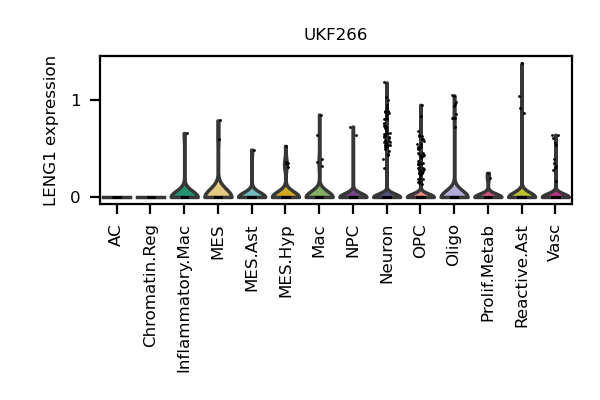 UKF266
LENG1 expression
1
0
AC
Chromatin.Reg
Inflammatory.Mac
MES
MES.Ast
MES.Hyp
Mac
NPC
Neuron
OPC
Oligo
Prolif.Metab
Reactive.Ast
Vasc